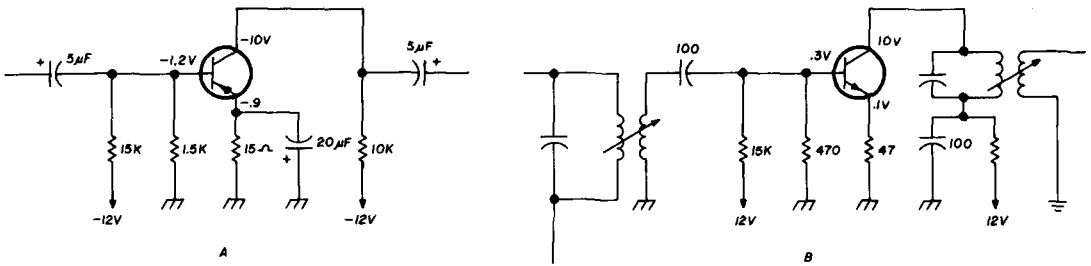 5µF
-1.2V
-10V
-.9
5µF
15K
1.5K
15Ω
20µF
10K
-12V
-12V
A
100
.3V
10V
.1V
15K
470
47
100
12V
12V
B